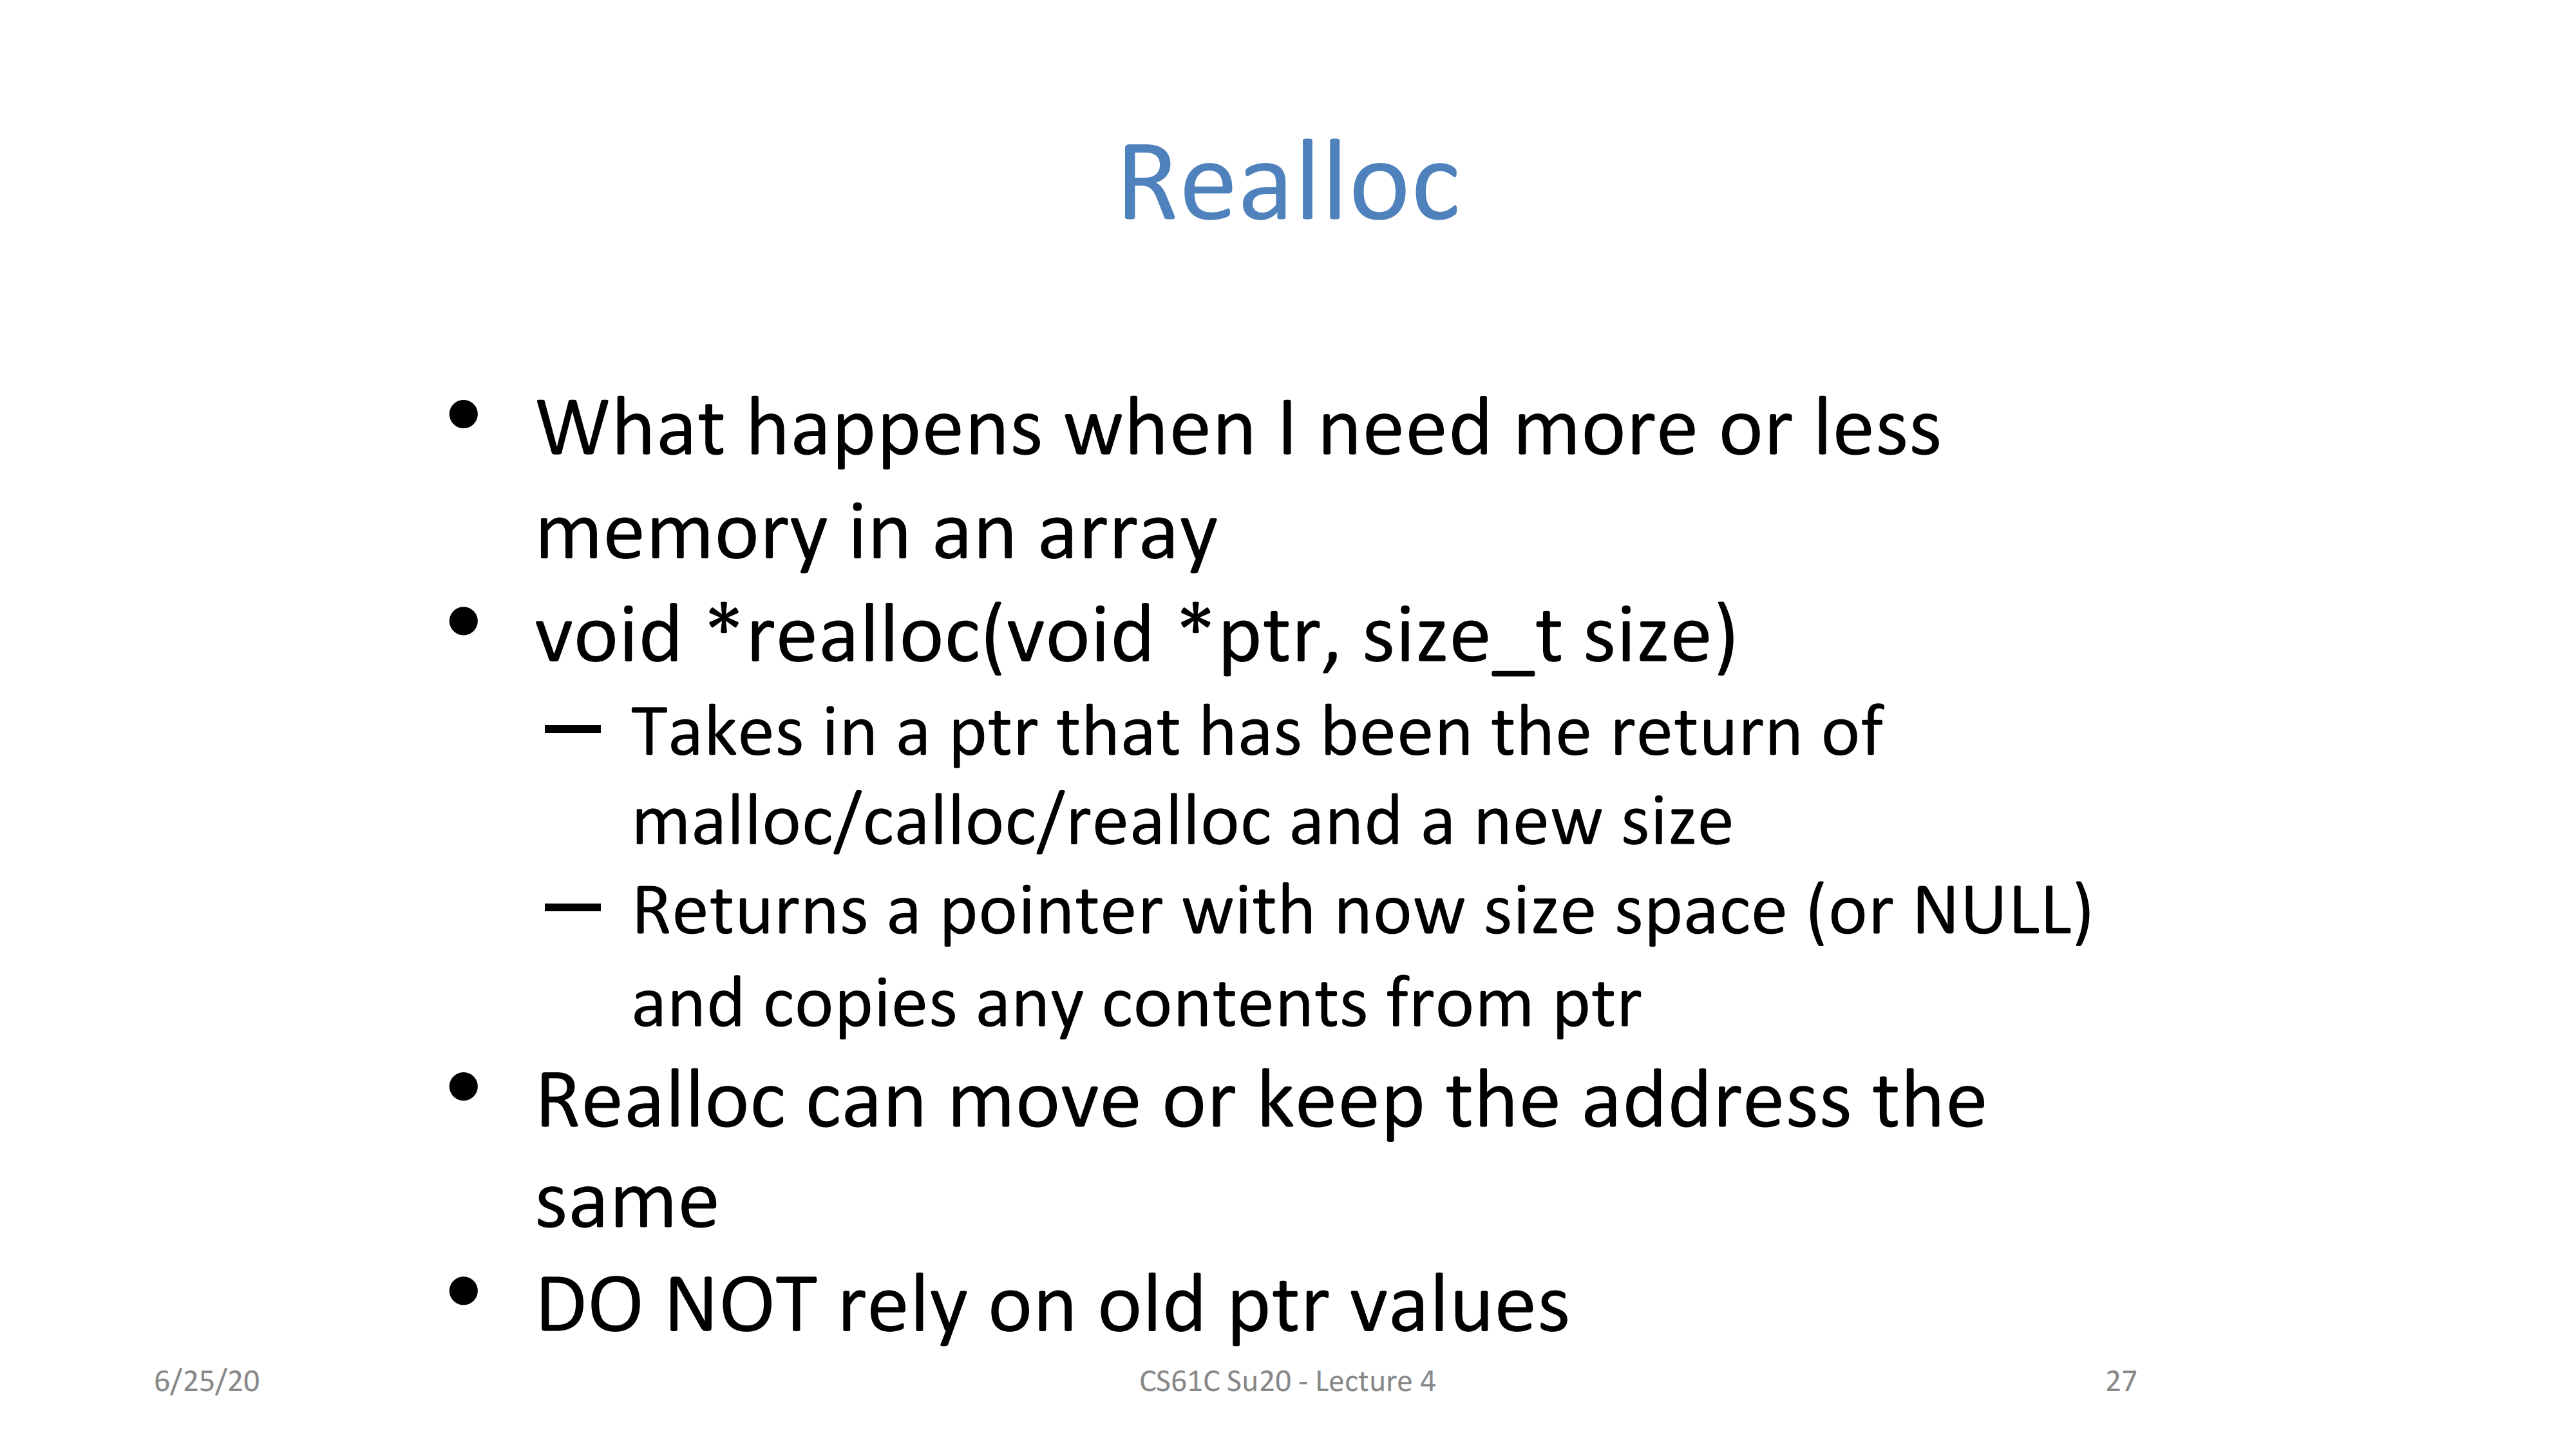 Realloc
• What happens when I need more or less
memory in an array
• void *realloc(void *ptr, size_t size)
– Takes in a ptr that has been the return of
malloc/calloc/realloc and a new size
– Returns a pointer with now size space (or NULL)
and copies any contents from ptr
• Realloc can move or keep the address the
same
• DO NOT rely on old ptr values
6/25/20
CS61C Su20 - Lecture 4
27